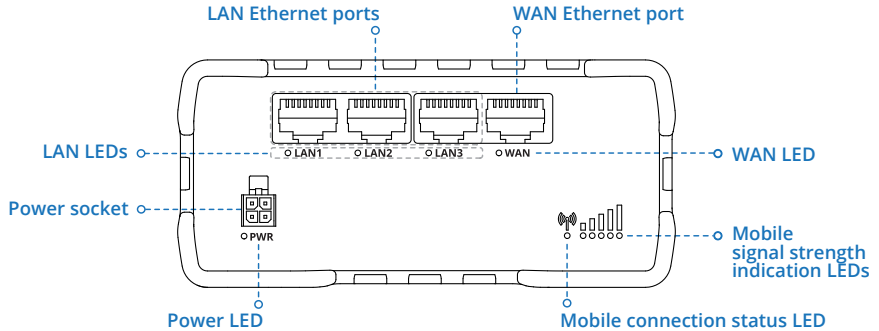 LAN Ethernet ports
WAN Ethernet port
LAN LEDs
LAN1
LAN2
LAN3
WAN
WAN LED
Power socket
PWR
Mobile
signal strength
indication LEDs
Power LED
Mobile connection status LED